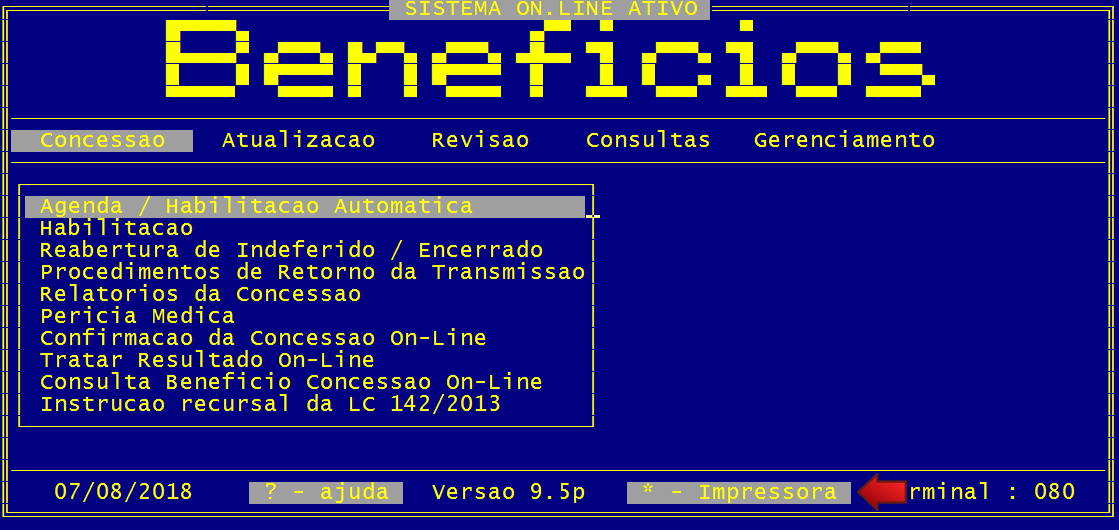 SISTEMA ON.LINE ATIVO
Beneficios
Concessao Atualizacao Revisao Consultas Gerenciamento
Agenda / Habilitacao Automatica
Habilitacao
Reabertura de Indeferido / Encerrado
Procedimentos de Retorno da Transmissao
Relatorios da Concessao
Pericia Medica
Confirmacao da Concessao On-Line
Tratar Resultado On-Line
Consulta Beneficio Concessao On-Line
Instrucao recursal da LC 142/2013
07/08/2018 ? - ajuda Versao 9.5p * - Impressora rminal : 080